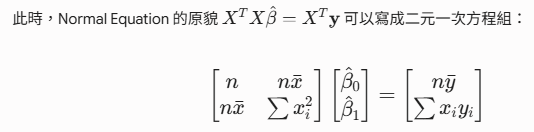 此時，Normal Equation 的原貌 $X^T X \hat{\beta} = X^T \mathbf{y}$ 可以寫成二元一次方程組：
$$\begin{bmatrix} n & n\bar{x} \\ n\bar{x} & \sum x_i^2 \end{bmatrix} \begin{bmatrix} \hat{\beta}_0 \\ \hat{\beta}_1 \end{bmatrix} = \begin{bmatrix} n\bar{y} \\ \sum x_i y_i \end{bmatrix}$$